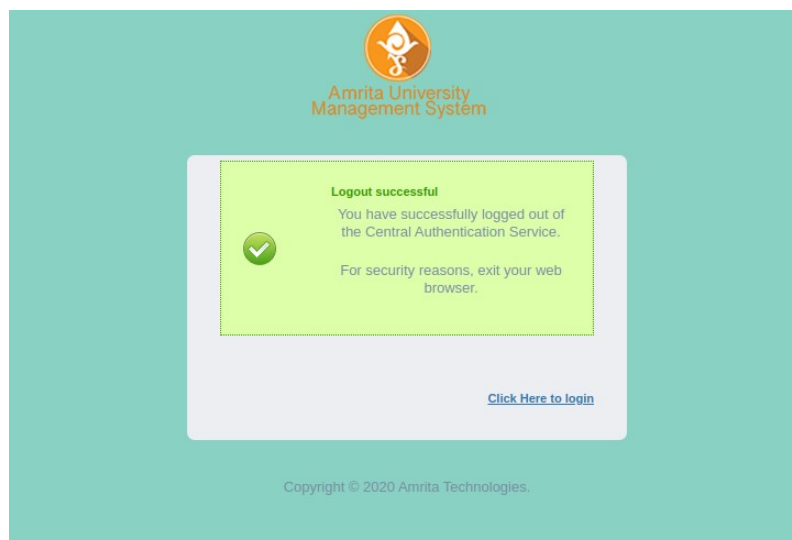 Amrita University
Management System
Logout successful
You have successfully logged out of
the Central Authentication Service.
For security reasons, exit your web
browser.
Click Here to login
Copyright © 2020 Amrita Technologies.